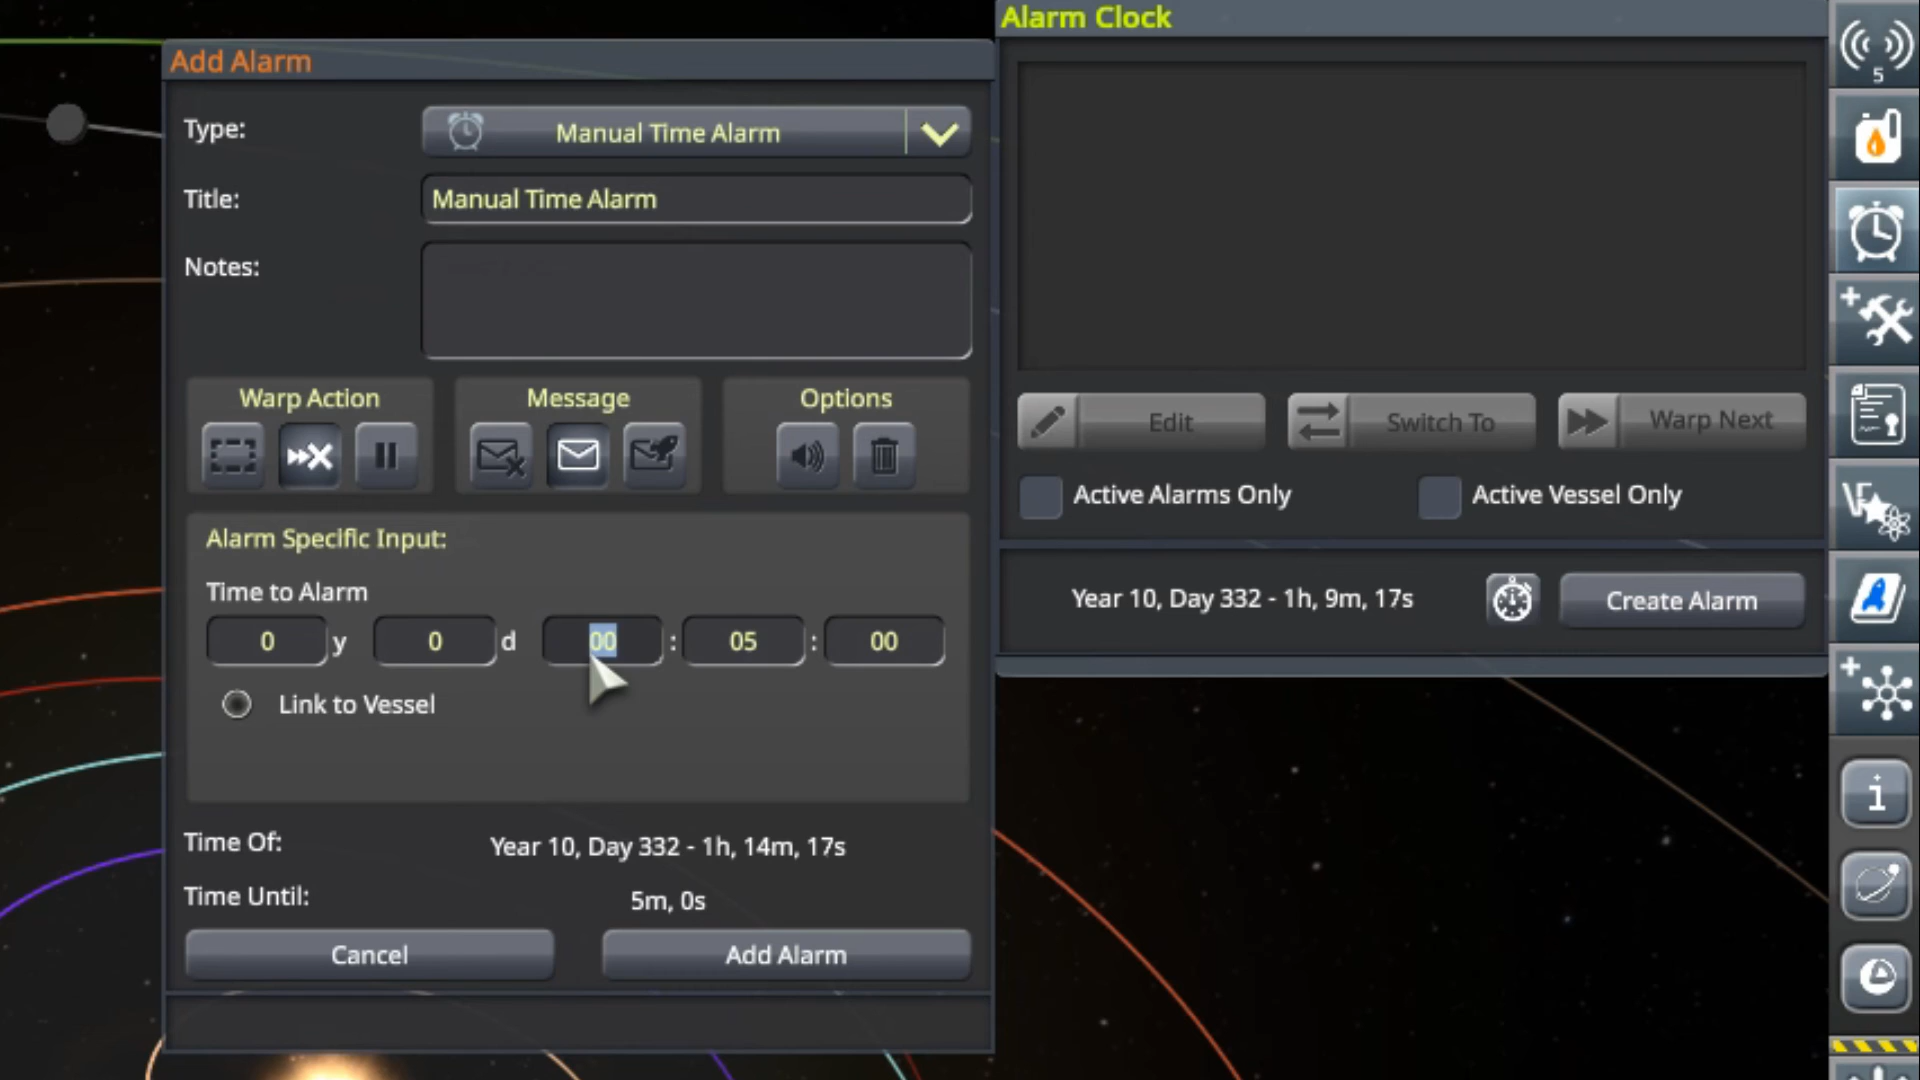 Alarm Clock
Add Alarm
Type:
Manual Time Alarm
Title:
Manual Time Alarm
Notes:
Warp Action
Message
Options
Alarm Specific Input:
Time to Alarm
0 y 0 d 00 : 05 : 00
Link to Vessel
Time Of:
Year 10, Day 332 - 1h, 14m, 17s
Time Until:
5m, 0s
Cancel
Add Alarm
Edit
Switch To
Warp Next
Active Alarms Only
Active Vessel Only
Year 10, Day 332 - 1h, 9m, 17s
Create Alarm
5
VF
i